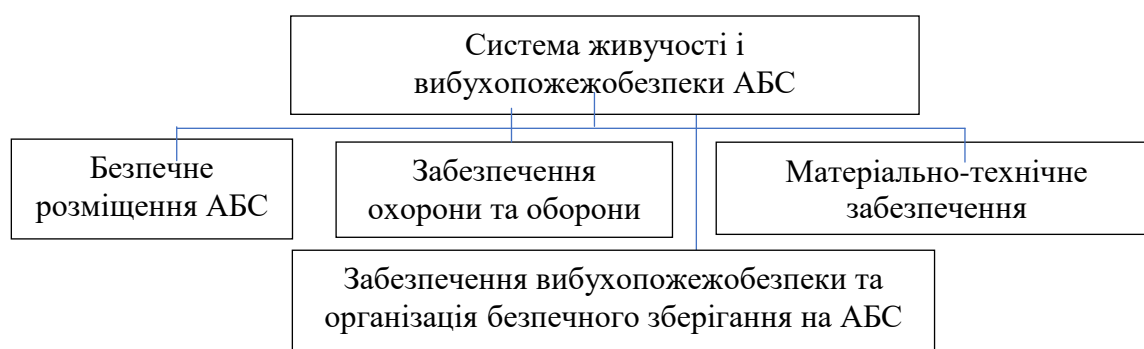 Система живучості і
вибухопожежобезпеки АБС
Безпечне
розміщення АБС
Забезпечення
охорони та оборони
Матеріально-технічне
забезпечення
Забезпечення вибухопожежобезпеки та
організація безпечного зберігання на АБС